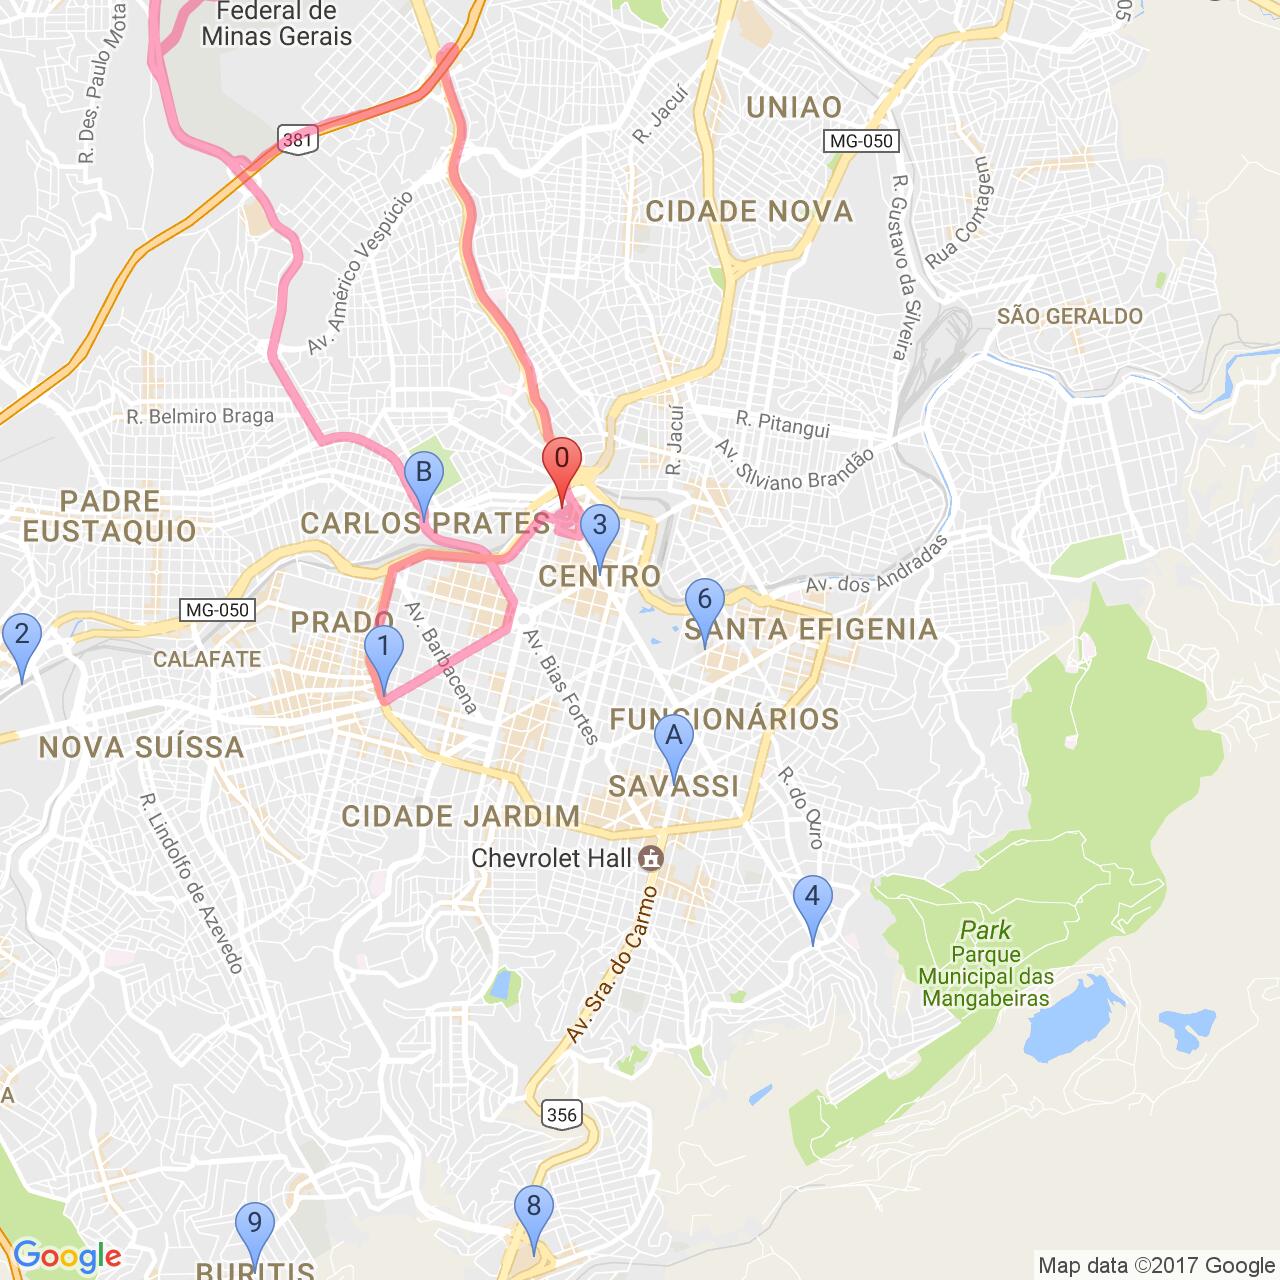 Federal de
Minas Gerais
R. Des. Paulo Mota
05
R. Jacuí
UNIAO
381
MG-050
CIDADE NOVA
R. Gustavo da Silveira
Rua Contagem
Av. Américo Vespúcio
SÃO GERALDO
R. Belmiro Braga
R. Jacuí
R. Pitangui
Av. Silviano Brandão
0
B
PADRE
EUSTAQUIO
CARLOS PRATES
3
CENTRO
Av. dos Andradas
MG-050
6
PRADO
SANTA EFIGENIA
2
1
CALAFATE
Av. Barbacena
Av. Bias Fortes
FUNCIONÁRIOS
A
NOVA SUÍSSA
SAVASSI
R. do Ouro
CIDADE JARDIM
R. Lindolfo de Azevedo
Chevrolet Hall
4
Av. Sra. do Carmo
Park
Parque
Municipal das
Mangabeiras
A
356
8
9
BURITIS
Google
Map data ©2017 Google